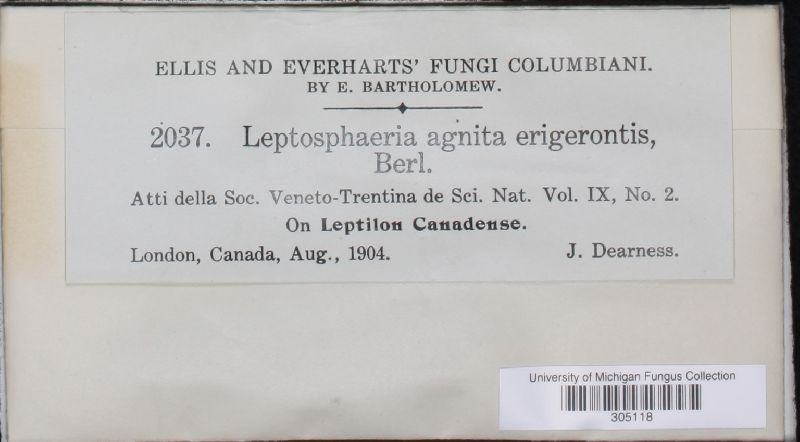 ELLIS AND EVERHARTS' FUNGI COLUMBIANI.
BY E. BARTHOLOMEW.
2037. Leptosphaeria agnita erigerontis,
Berl.
Atti della Soc. Veneto-Trentina de Sci. Nat. Vol. IX, No. 2.
On Leptilon Canadense.
London, Canada, Aug., 1904. J. Dearness.
University of Michigan Fungus Collection
305118